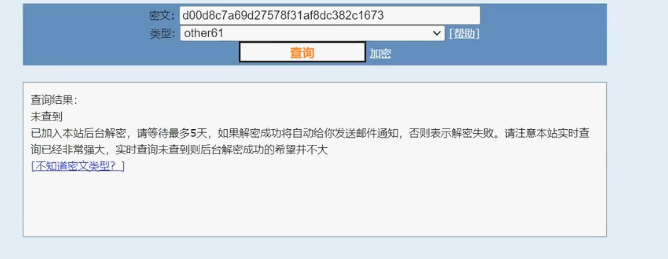 密文: d00d8c7a69d27578f31af8dc382c1673
类型: other61 [帮助]
查询 加密
查询结果：
未查到
已加入本站后台解密，请等待最多5天，如果解密成功将自动给你发送邮件通知，否则表示解密失败。请注意本站实时查
询已经非常强大，实时查询未查到则后台解密成功的希望并不大
[不知道密文类型？]